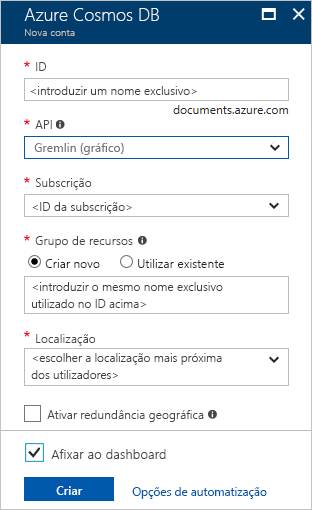 Azure Cosmos DB
Nova conta
* ID
<introduzir um nome exclusivo>
documents.azure.com
* API
Gremlin (gráfico)
* Subscrição
<ID da subscrição>
* Grupo de recursos
Criar novo Utilizar existente
<introduzir o mesmo nome exclusivo
utilizado no ID acima>
* Localização
<escolher a localização mais próxima
dos utilizadores>
Ativar redundância geográfica
Afixar ao dashboard
Criar Opções de automatização